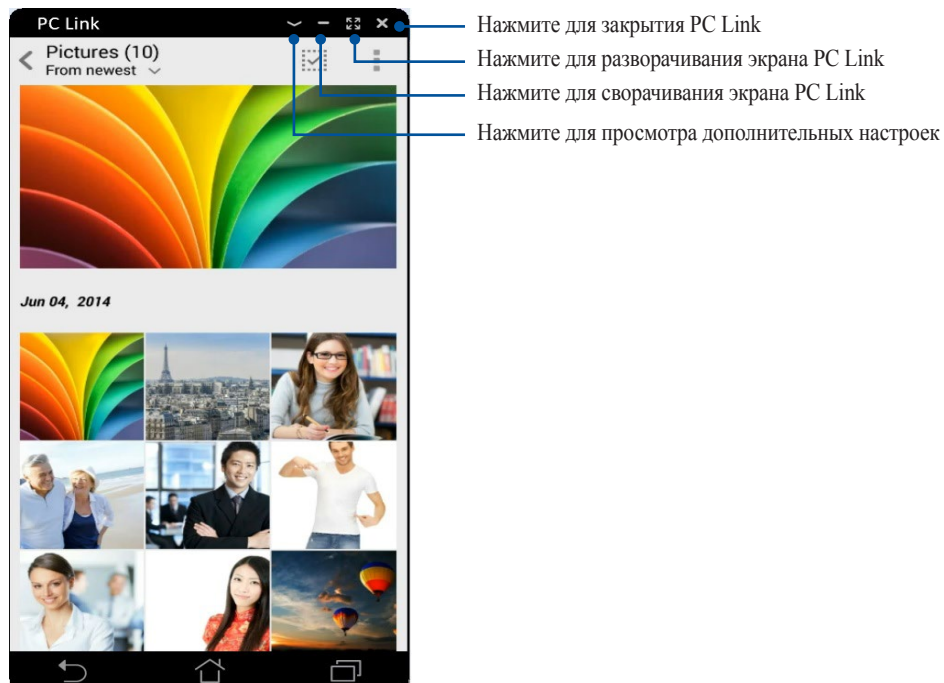 PC Link
Pictures (10)
From newest
Jun 04, 2014
Нажмите для закрытия PC Link
Нажмите для разворачивания экрана PC Link
Нажмите для сворачивания экрана PC Link
Нажмите для просмотра дополнительных настроек